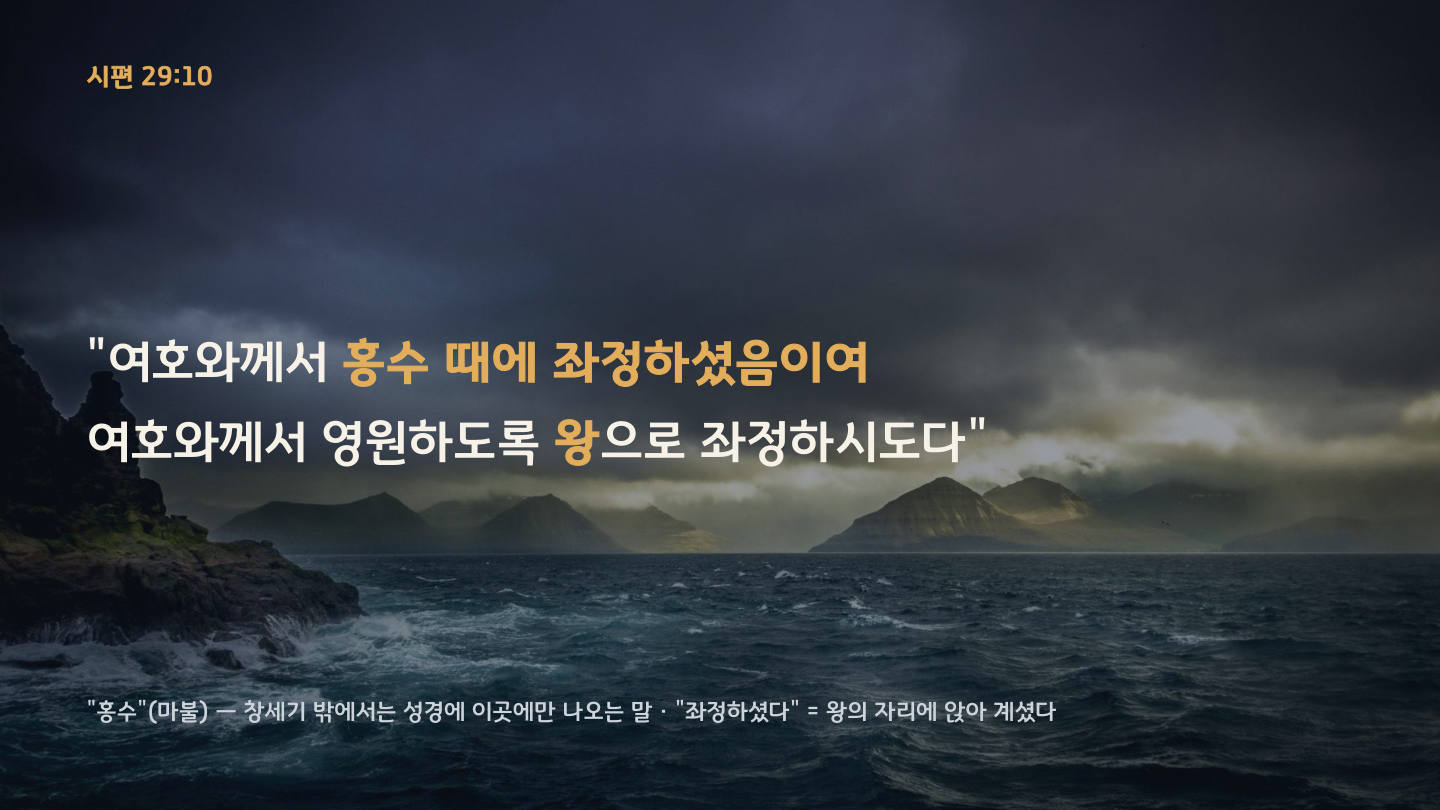 시편 29:10
"여호와께서 홍수 때에 좌정하셨음이여
여호와께서 영원하도록 왕으로 좌정하시도다"
"홍수"(마불) — 창세기 밖에서는 성경에 이곳에만 나오는 말 · "좌정하셨다" = 왕의 자리에 앉아 계셨다